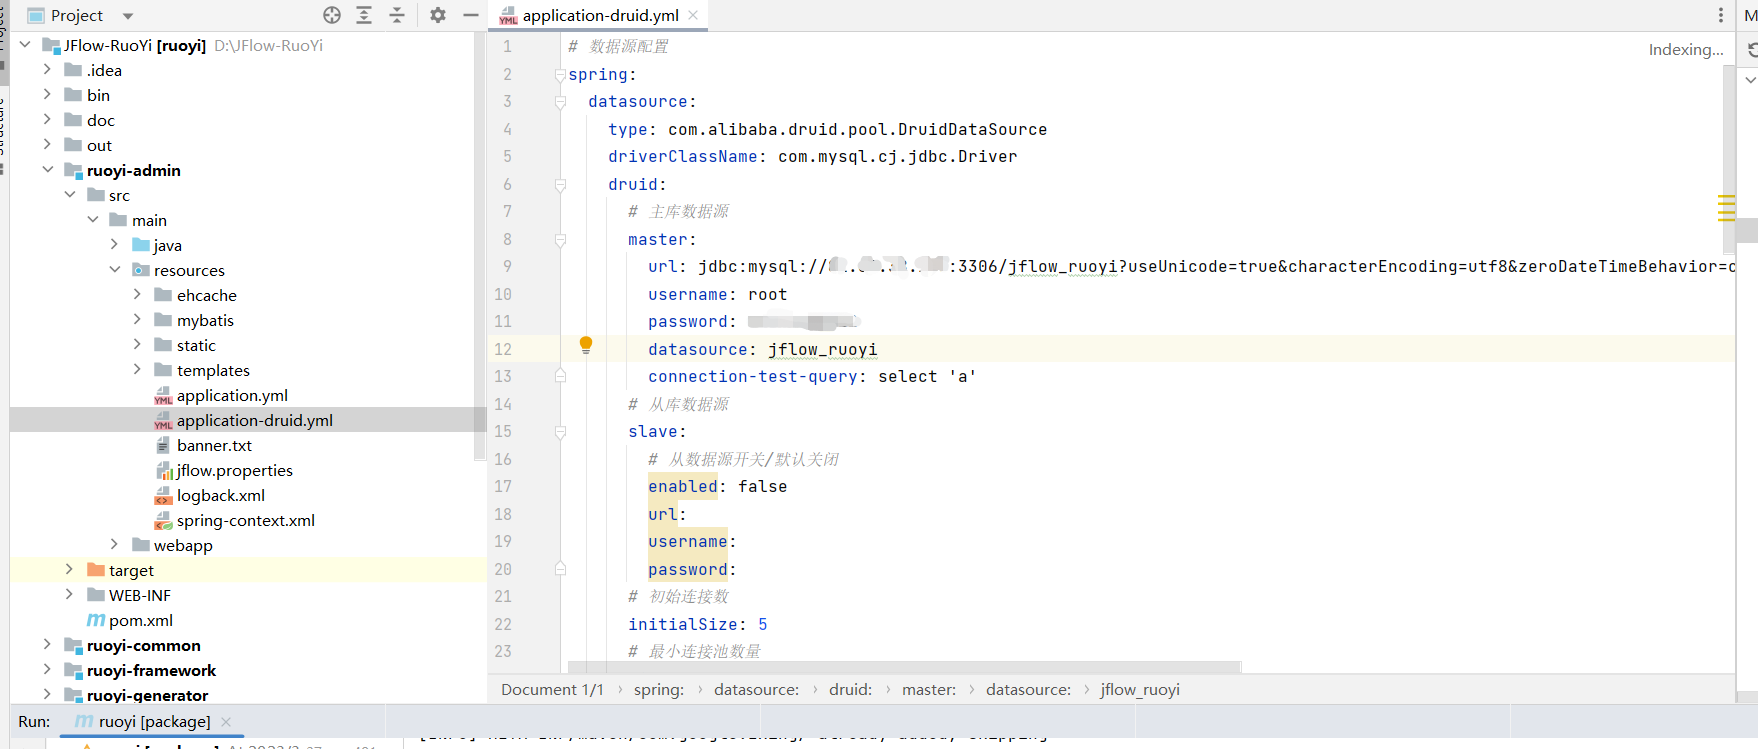 Project
application-druid.yml
JFlow-RuoYi [ruoyi] D:\JFlow-RuoYi
.idea
bin
doc
out
ruoyi-admin
src
main
java
resources
ehcache
mybatis
static
templates
application.yml
application-druid.yml
banner.txt
jflow.properties
logback.xml
spring-context.xml
webapp
target
WEB-INF
pom.xml
ruoyi-common
ruoyi-framework
ruoyi-generator
Indexing...
1 # 数据源配置
2 spring:
3 datasource:
4 type: com.alibaba.druid.pool.DruidDataSource
5 driverClassName: com.mysql.cj.jdbc.Driver
6 druid:
7 # 主库数据源
8 master:
9 url: jdbc:mysql:// :3306/jflow_ruoyi?useUnicode=true&characterEncoding=utf8&zeroDateTimeBehavior=c
10 username: root
11 password:
12 datasource: jflow_ruoyi
13 connection-test-query: select 'a'
14 # 从库数据源
15 slave:
16 # 从数据源开关/默认关闭
17 enabled: false
18 url:
19 username:
20 password:
21 # 初始连接数
22 initialSize: 5
23 # 最小连接池数量
Document 1/1 › spring: › datasource: › druid: › master: › datasource: › jflow_ruoyi
Run: ruoyi [package]